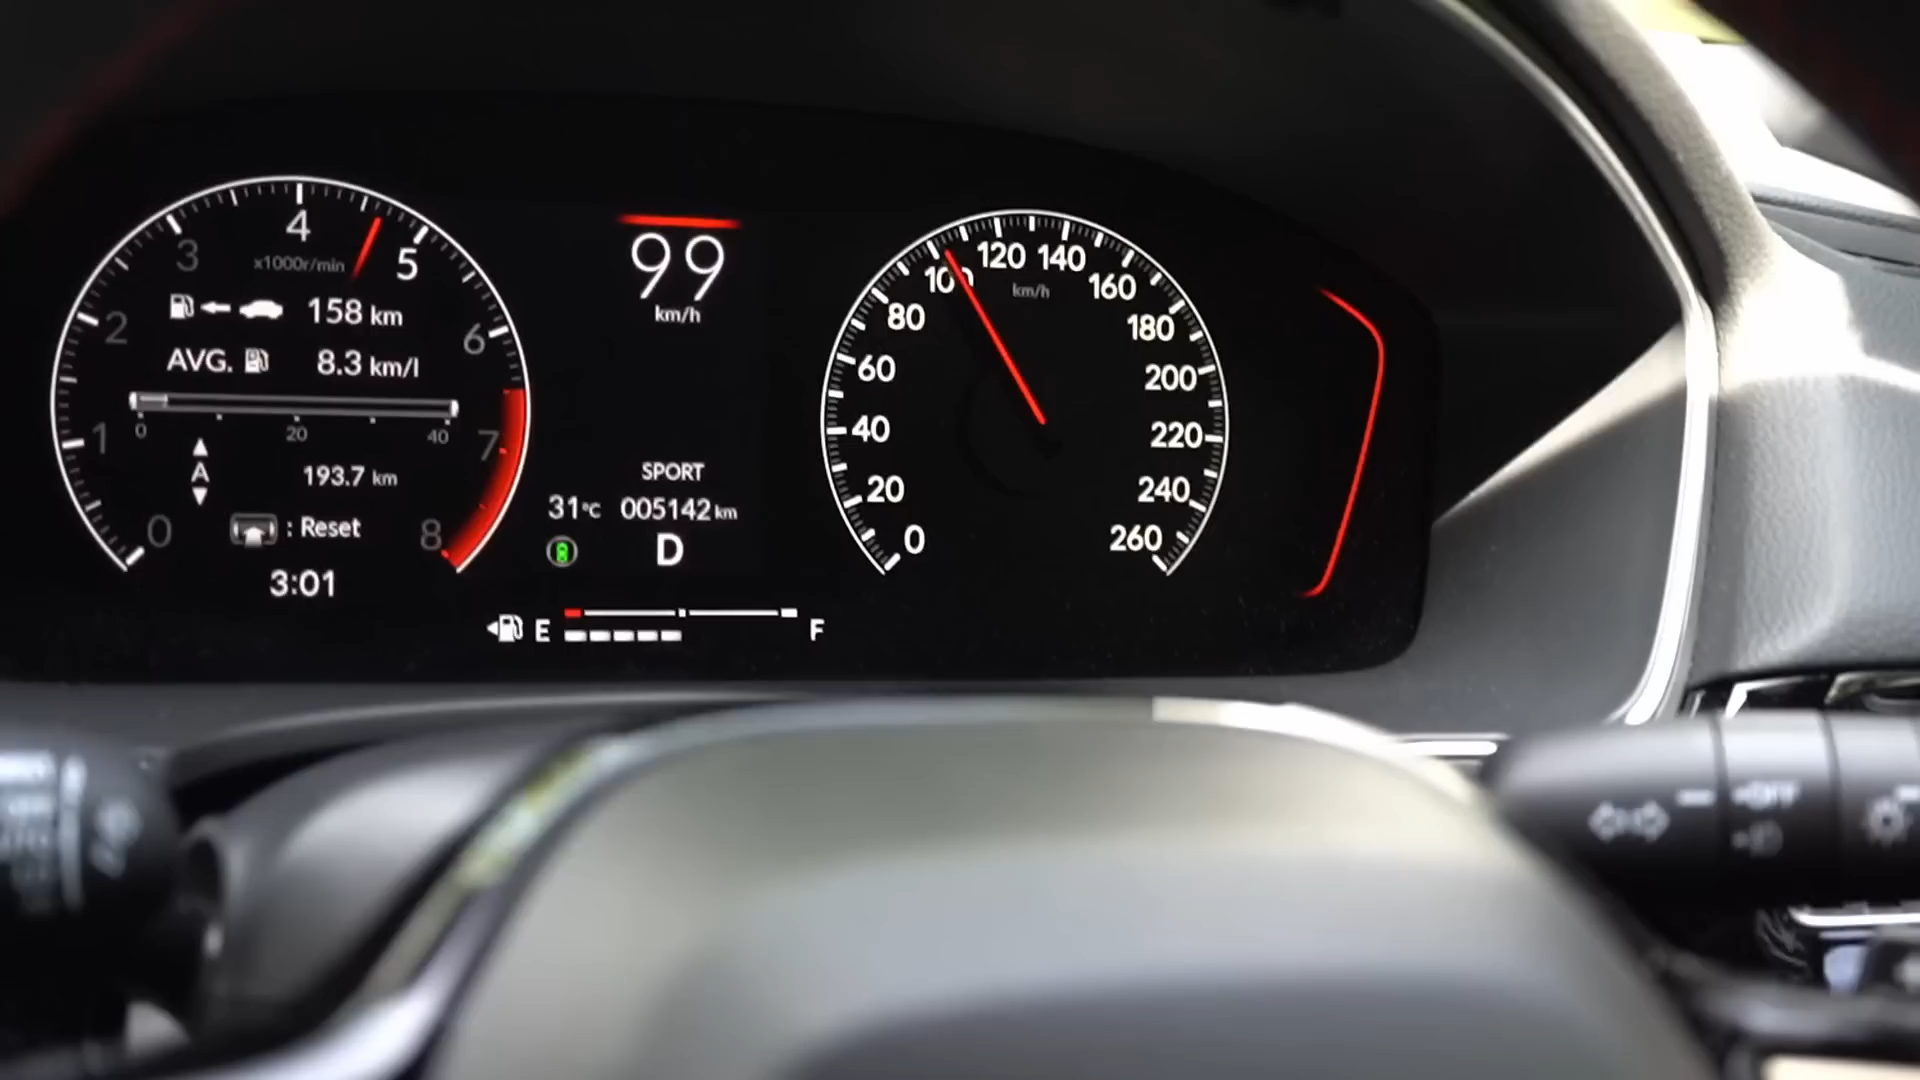 0
1
2
3
4
5
6
7
8
x1000r/min
158 km
AVG. 8.3 km/l
0 20 40
A
193.7 km
: Reset
3:01
99
km/h
SPORT
31°C 005142 km
D
E F
0
20
40
60
80
100
120
140
160
180
200
220
240
260
km/h
OFF